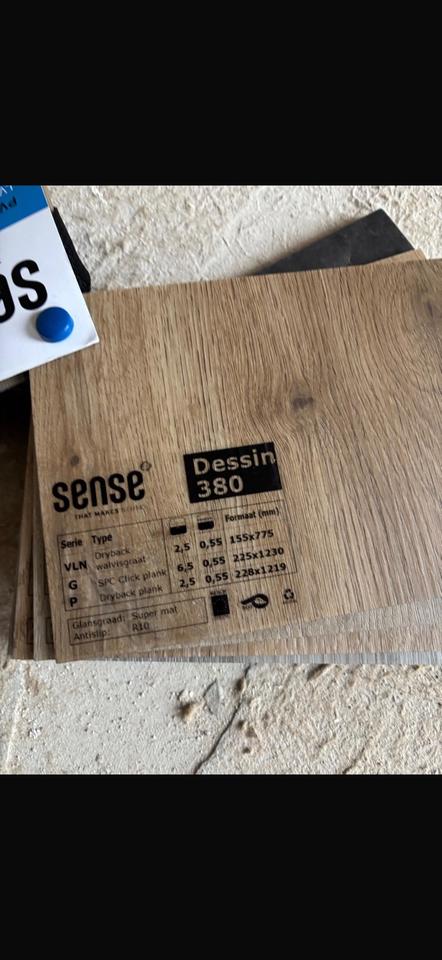 sense
THAT MAKES SENSE
Dessin
380
Serie Type Formaat (mm)
VLN Dryback walvisgraat 2,5 0,55 155x775
G SPC Click plank 6,5 0,55 225x1230
P Dryback plank 2,5 0,55 228x1219
Glansgraad: Super mat
Antislip: R10